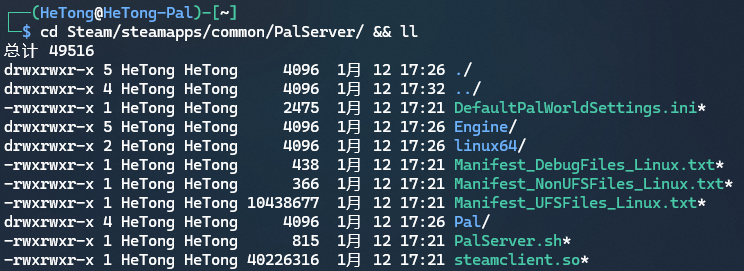 ┌──(HeTong@HeTong-Pal)-[~]
└─$ cd Steam/steamapps/common/PalServer/ && ll
总计 49516
drwxrwxr-x 5 HeTong HeTong     4096  1月 12 17:26 ./
drwxrwxr-x 4 HeTong HeTong     4096  1月 12 17:32 ../
-rwxrwxr-x 1 HeTong HeTong     2475  1月 12 17:21 DefaultPalWorldSettings.ini*
drwxrwxr-x 5 HeTong HeTong     4096  1月 12 17:26 Engine/
drwxrwxr-x 2 HeTong HeTong     4096  1月 12 17:26 linux64/
-rwxrwxr-x 1 HeTong HeTong      438  1月 12 17:21 Manifest_DebugFiles_Linux.txt*
-rwxrwxr-x 1 HeTong HeTong      366  1月 12 17:21 Manifest_NonUFSFiles_Linux.txt*
-rwxrwxr-x 1 HeTong HeTong 10438677  1月 12 17:21 Manifest_UFSFiles_Linux.txt*
drwxrwxr-x 4 HeTong HeTong     4096  1月 12 17:26 Pal/
-rwxrwxr-x 1 HeTong HeTong      815  1月 12 17:21 PalServer.sh*
-rwxrwxr-x 1 HeTong HeTong 40226316  1月 12 17:21 steamclient.so*